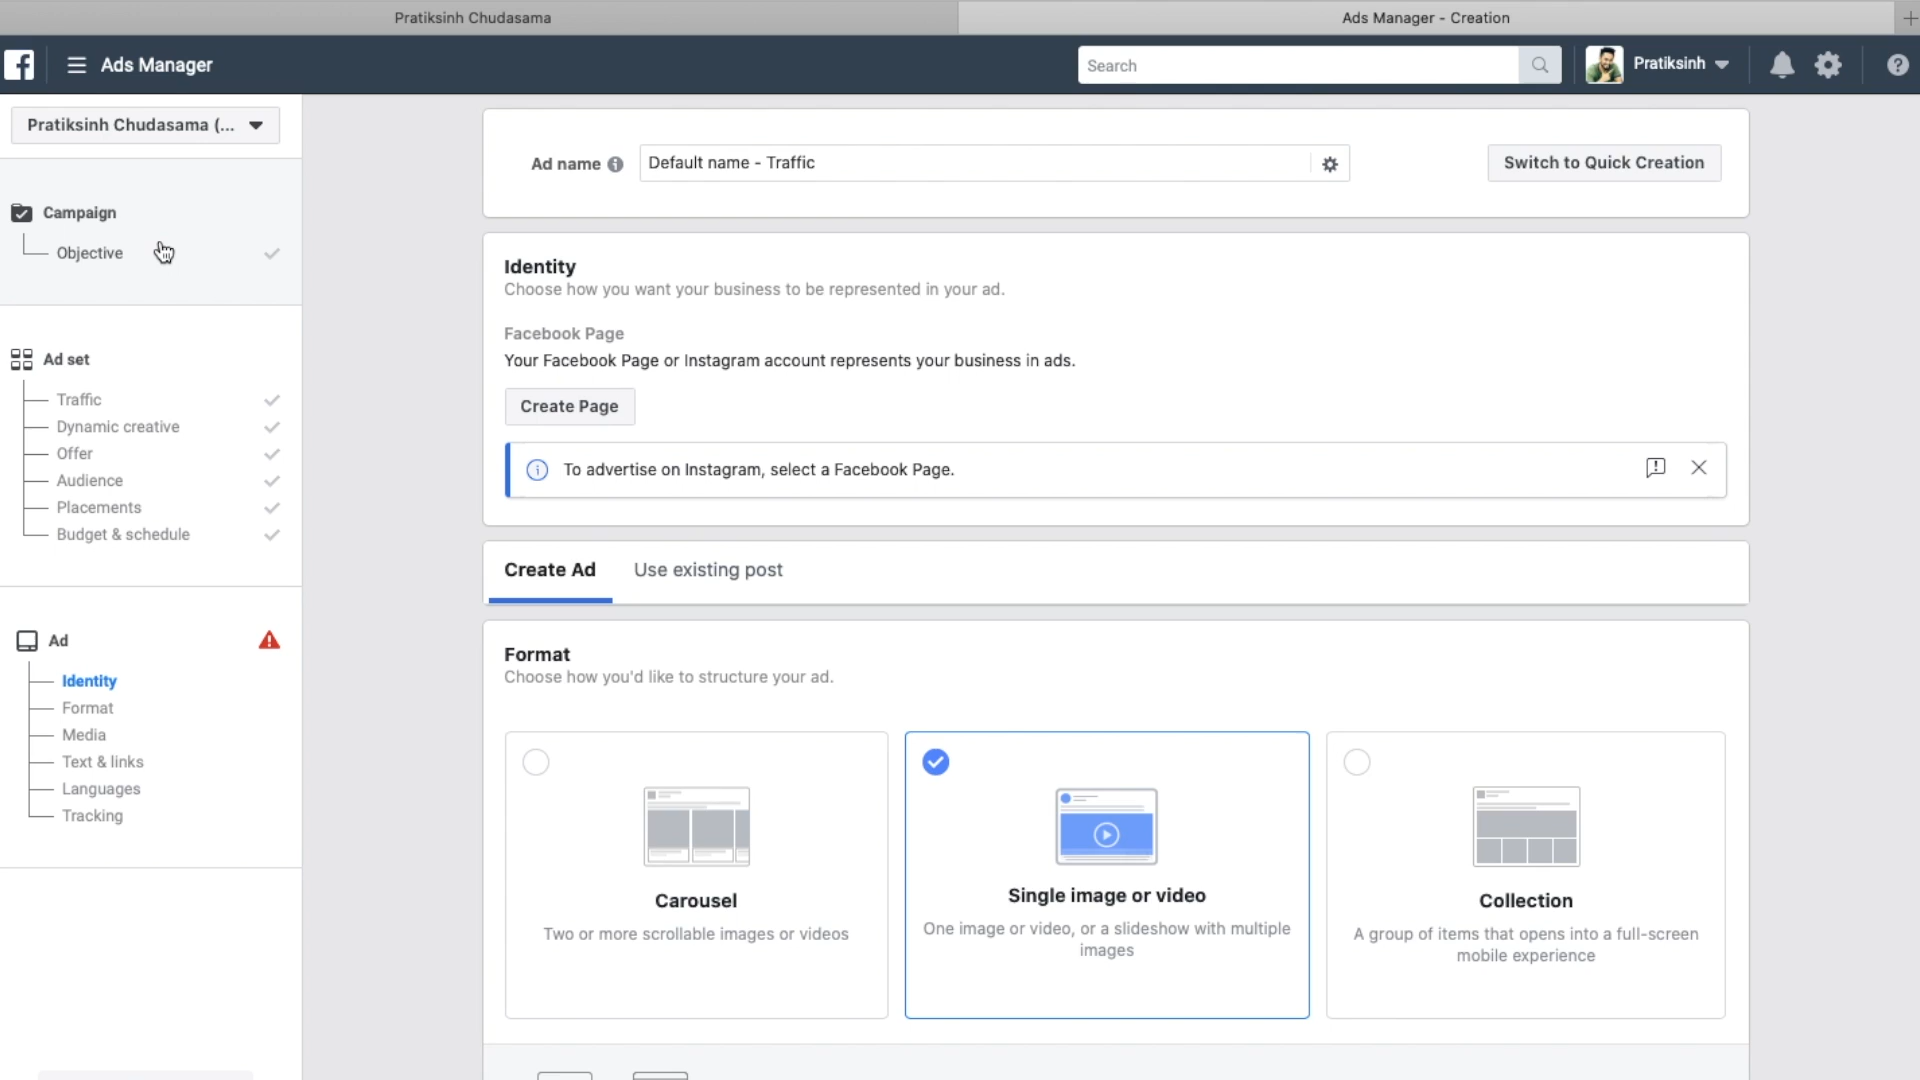 Pratiksinh Chudasama
Ads Manager - Creation
Ads Manager
Search
Pratiksinh
Pratiksinh Chudasama (...
Campaign
Objective
Ad set
Traffic
Dynamic creative
Offer
Audience
Placements
Budget & schedule
Ad
Identity
Format
Media
Text & links
Languages
Tracking
Ad name
Default name - Traffic
Switch to Quick Creation
Identity
Choose how you want your business to be represented in your ad.
Facebook Page
Your Facebook Page or Instagram account represents your business in ads.
Create Page
To advertise on Instagram, select a Facebook Page.
Create Ad
Use existing post
Format
Choose how you'd like to structure your ad.
Carousel
Two or more scrollable images or videos
Single image or video
One image or video, or a slideshow with multiple
images
Collection
A group of items that opens into a full-screen
mobile experience